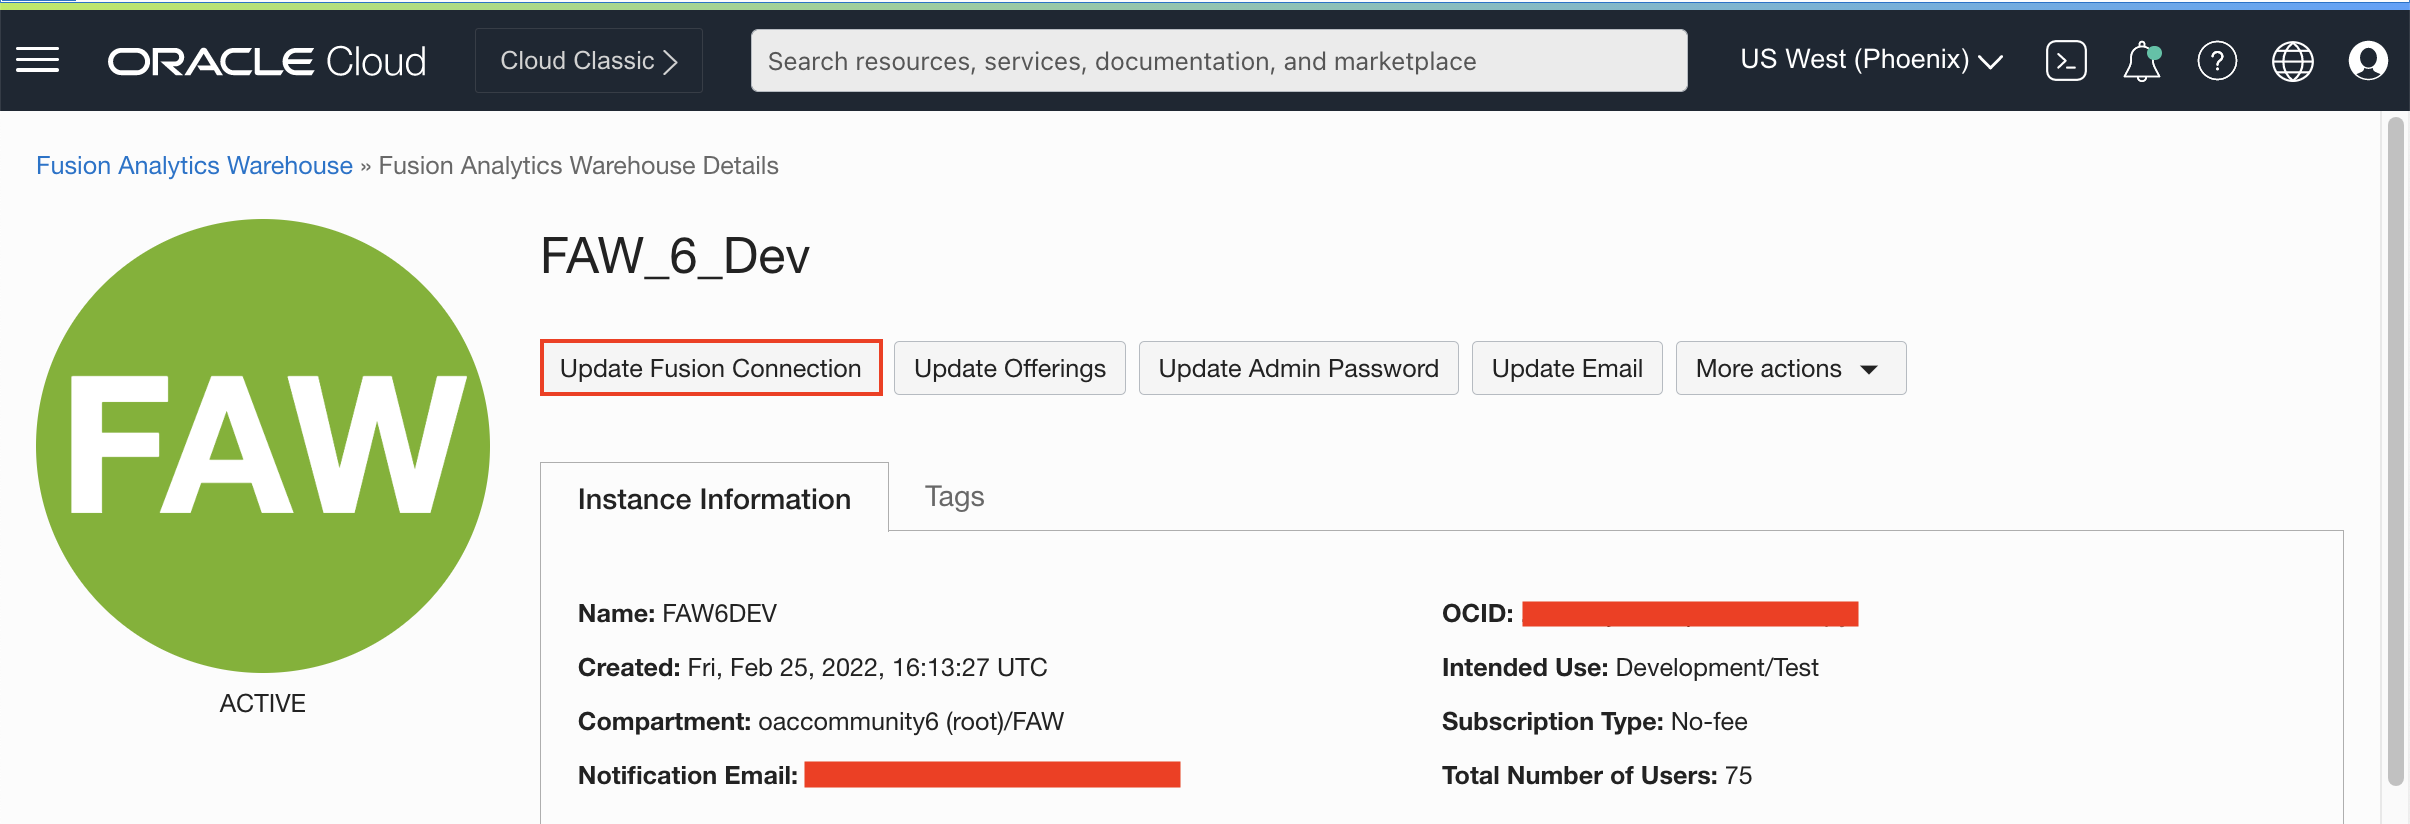 ORACLE Cloud
Cloud Classic
Search resources, services, documentation, and marketplace
US West (Phoenix)
Fusion Analytics Warehouse » Fusion Analytics Warehouse Details
FAW
ACTIVE
FAW_6_Dev
Update Fusion Connection
Update Offerings
Update Admin Password
Update Email
More actions
Instance Information
Tags
Name: FAW6DEV
Created: Fri, Feb 25, 2022, 16:13:27 UTC
Compartment: oaccommunity6 (root)/FAW
Notification Email:
OCID:
Intended Use: Development/Test
Subscription Type: No-fee
Total Number of Users: 75